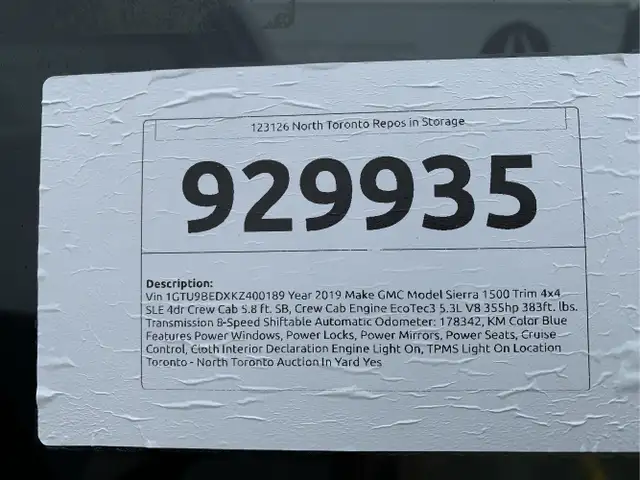 123126 North Toronto Repos in Storage
929935
Description:
Vin 1GTU9BEDXKZ400189 Year 2019 Make GMC Model Sierra 1500 Trim 4x4
SLE 4dr Crew Cab 5.8 ft. SB, Crew Cab Engine EcoTec3 5.3L V8 355hp 383ft. lbs.
Transmission 8-Speed Shiftable Automatic Odometer: 178342, KM Color Blue
Features Power Windows, Power Locks, Power Mirrors, Power Seats, Cruise
Control, Cloth Interior Declaration Engine Light On, TPMS Light On Location
Toronto - North Toronto Auction In Yard Yes